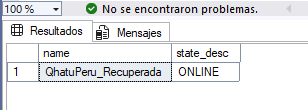 100 % No se encontraron problemas.
Resultados Mensajes
name state_desc
1 QhatuPeru_Recuperada ONLINE